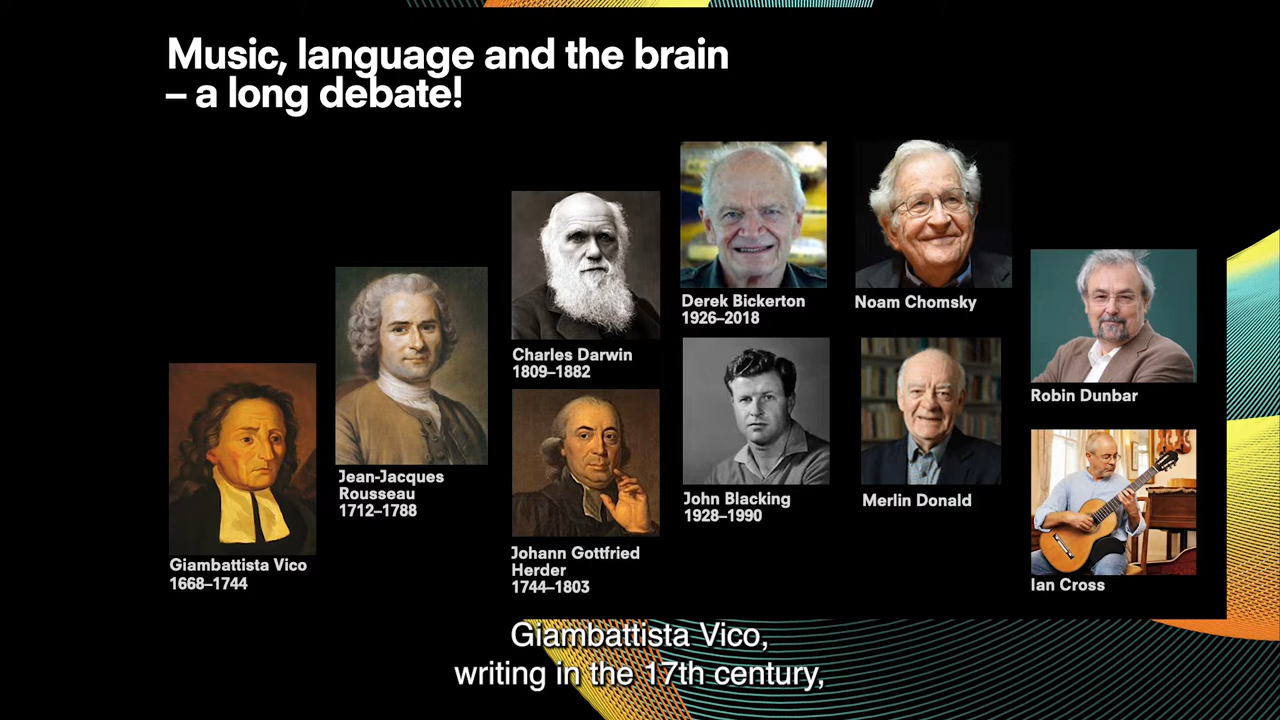 Music, language and the brain
– a long debate!
Giambattista Vico
1668–1744
Jean-Jacques
Rousseau
1712–1788
Charles Darwin
1809–1882
Johann Gottfried
Herder
1744–1803
Derek Bickerton
1926–2018
John Blacking
1928–1990
Noam Chomsky
Merlin Donald
Robin Dunbar
Ian Cross
Giambattista Vico,
writing in the 17th century,